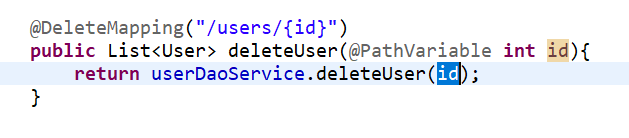 @DeleteMapping("/users/{id}")
public List<User> deleteUser(@PathVariable int id){
return userDaoService.deleteUser(id);
}